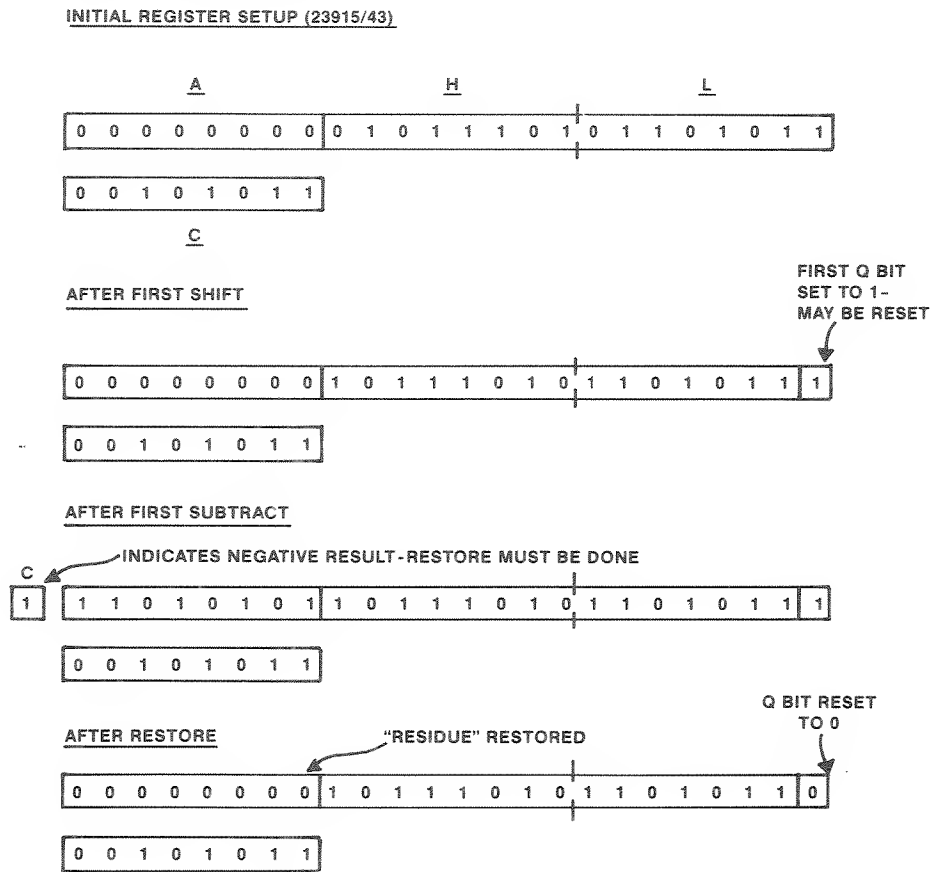 INITIAL REGISTER SETUP (23915/43)
A H L
0 0 0 0 0 0 0 0 0 1 0 1 1 1 0 1 0 1 1 0 1 0 1 1
0 0 1 0 1 0 1 1
C
AFTER FIRST SHIFT
FIRST Q BIT
SET TO 1-
MAY BE RESET
0 0 0 0 0 0 0 0 1 0 1 1 1 0 1 0 1 1 0 1 0 1 1 1
0 0 1 0 1 0 1 1
AFTER FIRST SUBTRACT
INDICATES NEGATIVE RESULT-RESTORE MUST BE DONE
C
1 1 1 0 1 0 1 0 1 1 0 1 1 1 0 1 0 1 1 0 1 0 1 1 1
0 0 1 0 1 0 1 1
AFTER RESTORE
"RESIDUE" RESTORED
Q BIT RESET
TO 0
0 0 0 0 0 0 0 0 1 0 1 1 1 0 1 0 1 1 0 1 0 1 1 0
0 0 1 0 1 0 1 1